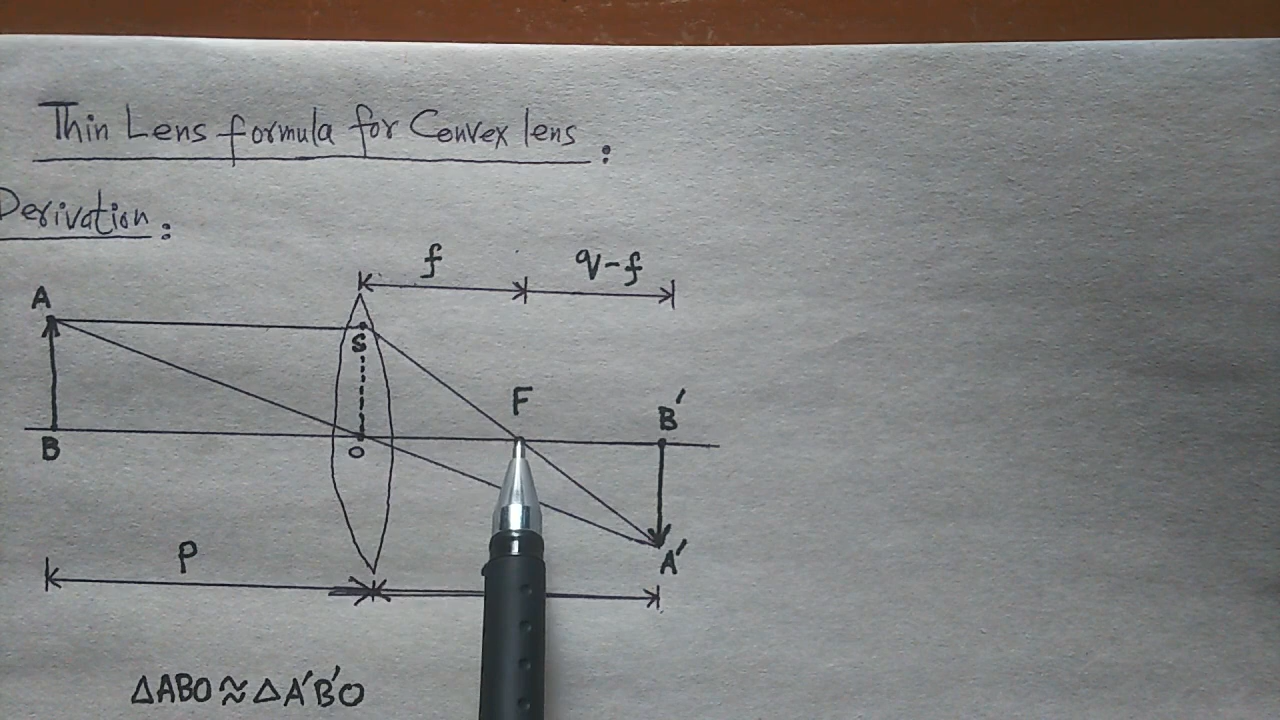 Thin Lens formula for Convex lens:
Derivation:
f
q-f
A
S
F
B′
B
O
A′
P
ΔABO≈ΔA′B′O